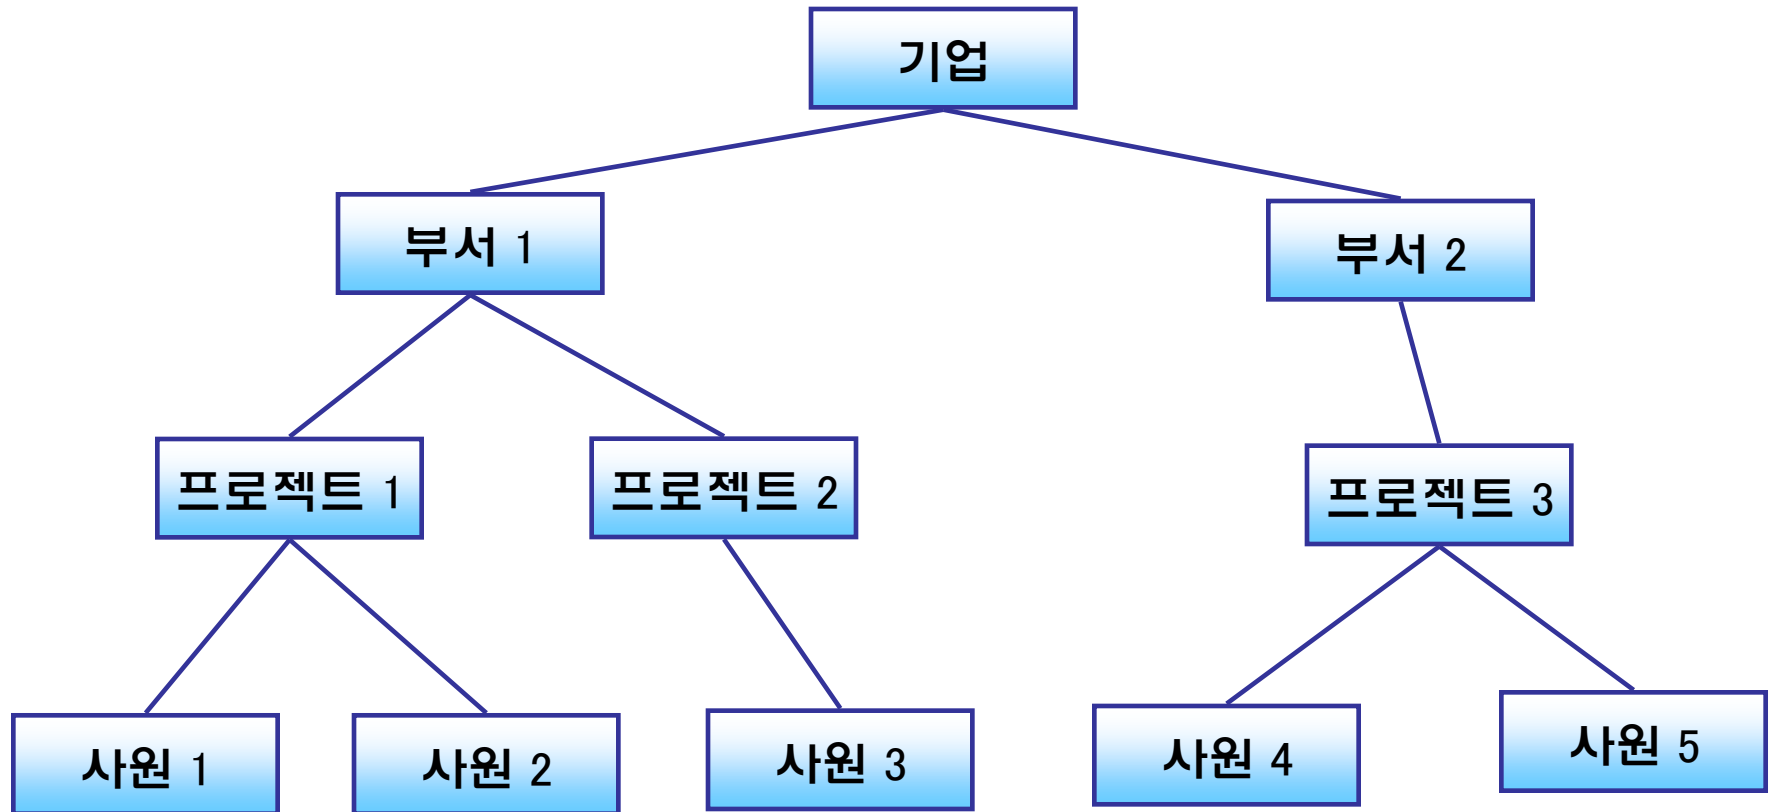 기업
부서 1
부서 2
프로젝트 1
프로젝트 2
프로젝트 3
사원 1
사원 2
사원 3
사원 4
사원 5